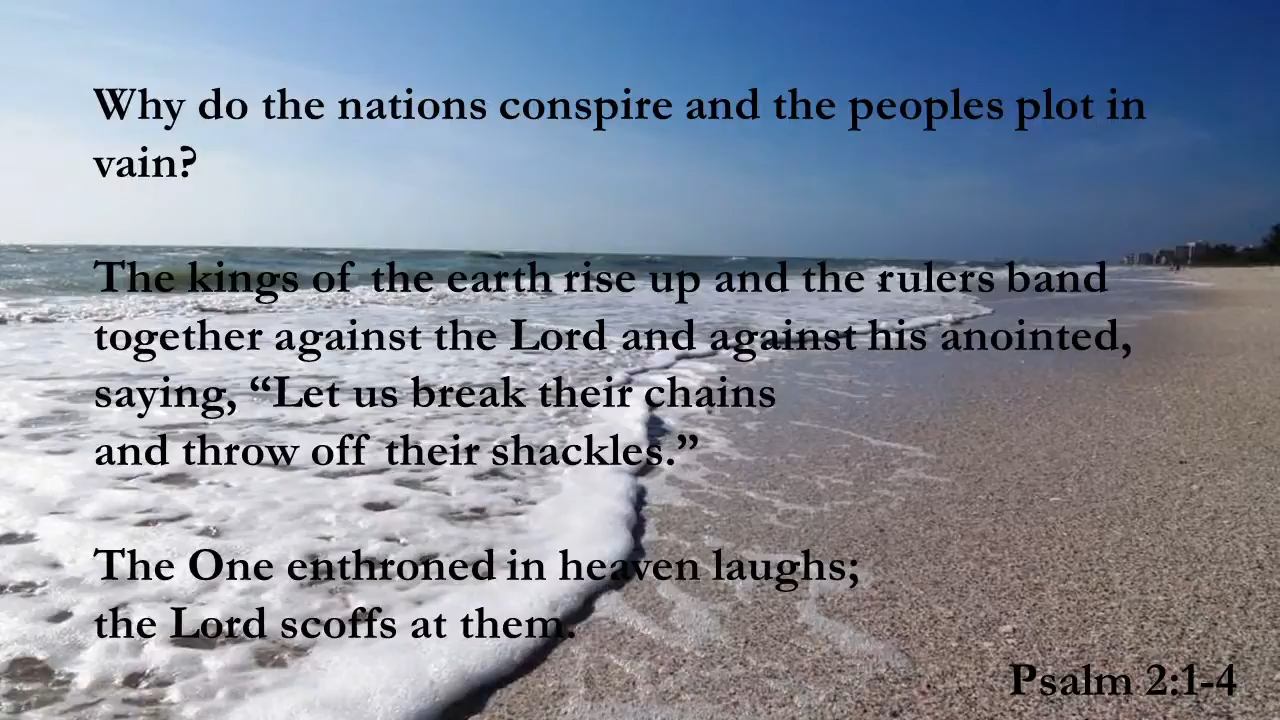 Why do the nations conspire and the peoples plot in
vain?
The kings of the earth rise up and the rulers band
together against the Lord and against his anointed,
saying, “Let us break their chains
and throw off their shackles.”
The One enthroned in heaven laughs;
the Lord scoffs at them.
Psalm 2:1-4